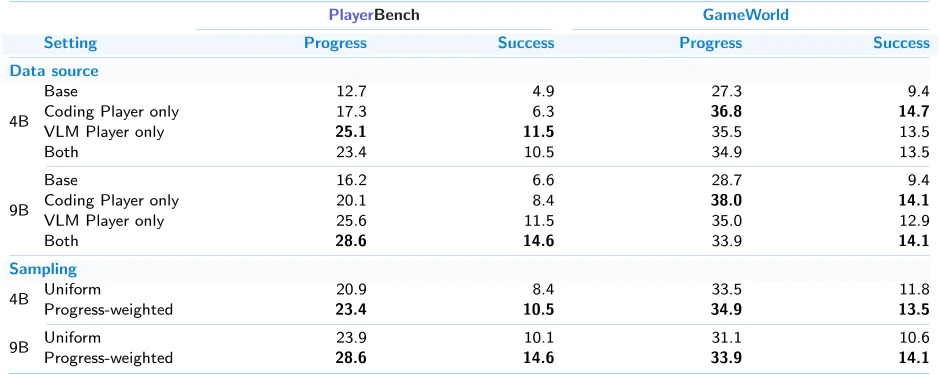 PlayerBench GameWorld
Setting Progress Success Progress Success
Data source
4B
Base 12.7 4.9 27.3 9.4
Coding Player only 17.3 6.3 36.8 14.7
VLM Player only 25.1 11.5 35.5 13.5
Both 23.4 10.5 34.9 13.5
9B
Base 16.2 6.6 28.7 9.4
Coding Player only 20.1 8.4 38.0 14.1
VLM Player only 25.6 11.5 35.0 12.9
Both 28.6 14.6 33.9 14.1
Sampling
4B
Uniform 20.9 8.4 33.5 11.8
Progress-weighted 23.4 10.5 34.9 13.5
9B
Uniform 23.9 10.1 31.1 10.6
Progress-weighted 28.6 14.6 33.9 14.1